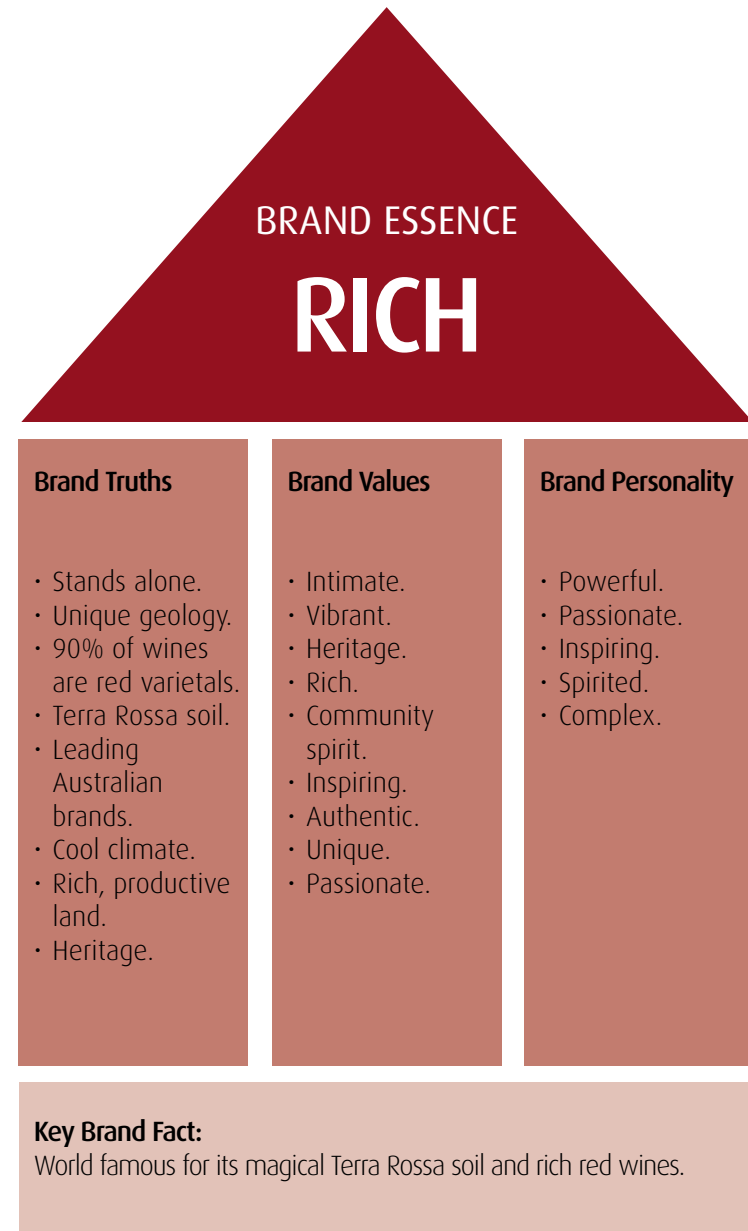 BRAND ESSENCE
RICH
Brand Truths
· Stands alone.
· Unique geology.
· 90% of wines
are red varietals.
· Terra Rossa soil.
· Leading
Australian
brands.
· Cool climate.
· Rich, productive
land.
· Heritage.
Brand Values
· Intimate.
· Vibrant.
· Heritage.
· Rich.
· Community
spirit.
· Inspiring.
· Authentic.
· Unique.
· Passionate.
Brand Personality
· Powerful.
· Passionate.
· Inspiring.
· Spirited.
· Complex.
Key Brand Fact:
World famous for its magical Terra Rossa soil and rich red wines.